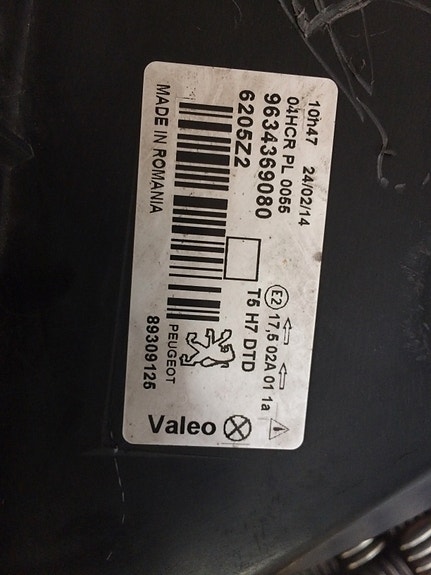 10h47 24/02/14
04HCR PL 0055
9634369080
6205Z2
E2 17,5 02A 01 1a
T5 H7 DTD
MADE IN ROMANIA
PEUGEOT
89309125
Valeo